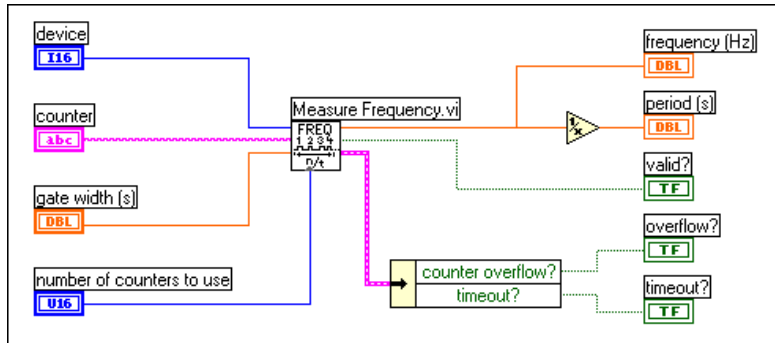 device
I16
counter
abc
gate width (s)
DBL
number of counters to use
U16
Measure Frequency.vi
FREQ
1 2 3 4
n/t
1/x
counter overflow?
timeout?
frequency (Hz)
DBL
period (s)
DBL
valid?
TF
overflow?
TF
timeout?
TF